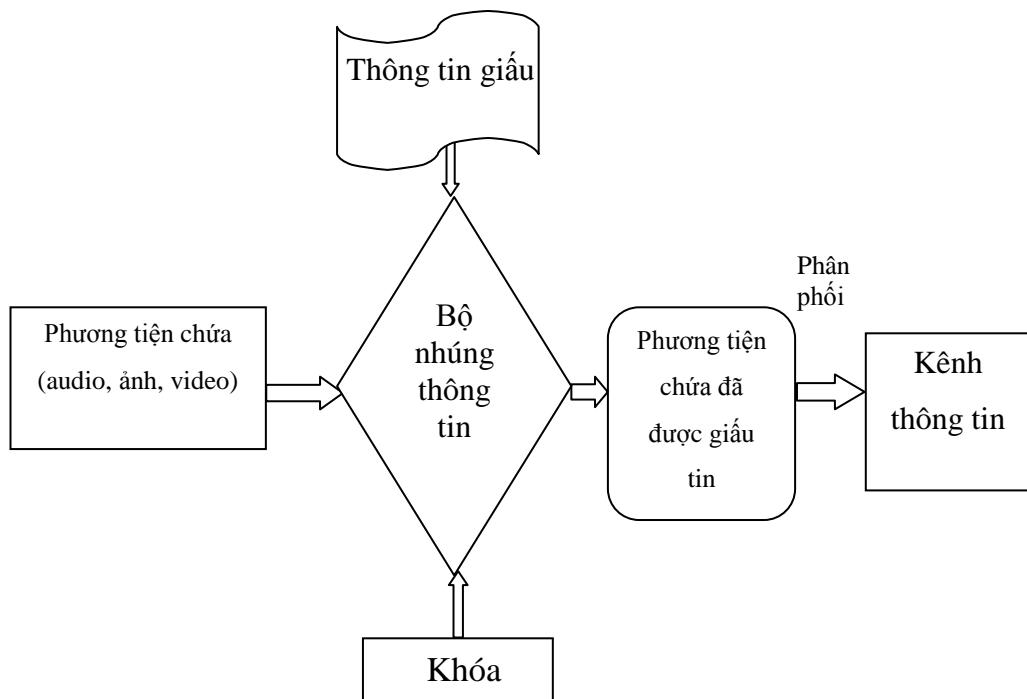 Thông tin giấu
Phương tiện chứa
(audio, ảnh, video)
Bộ
nhúng
thông
tin
Phương tiện
chứa đã
được giấu
tin
Phân
phối
Kênh
thông tin
Khóa